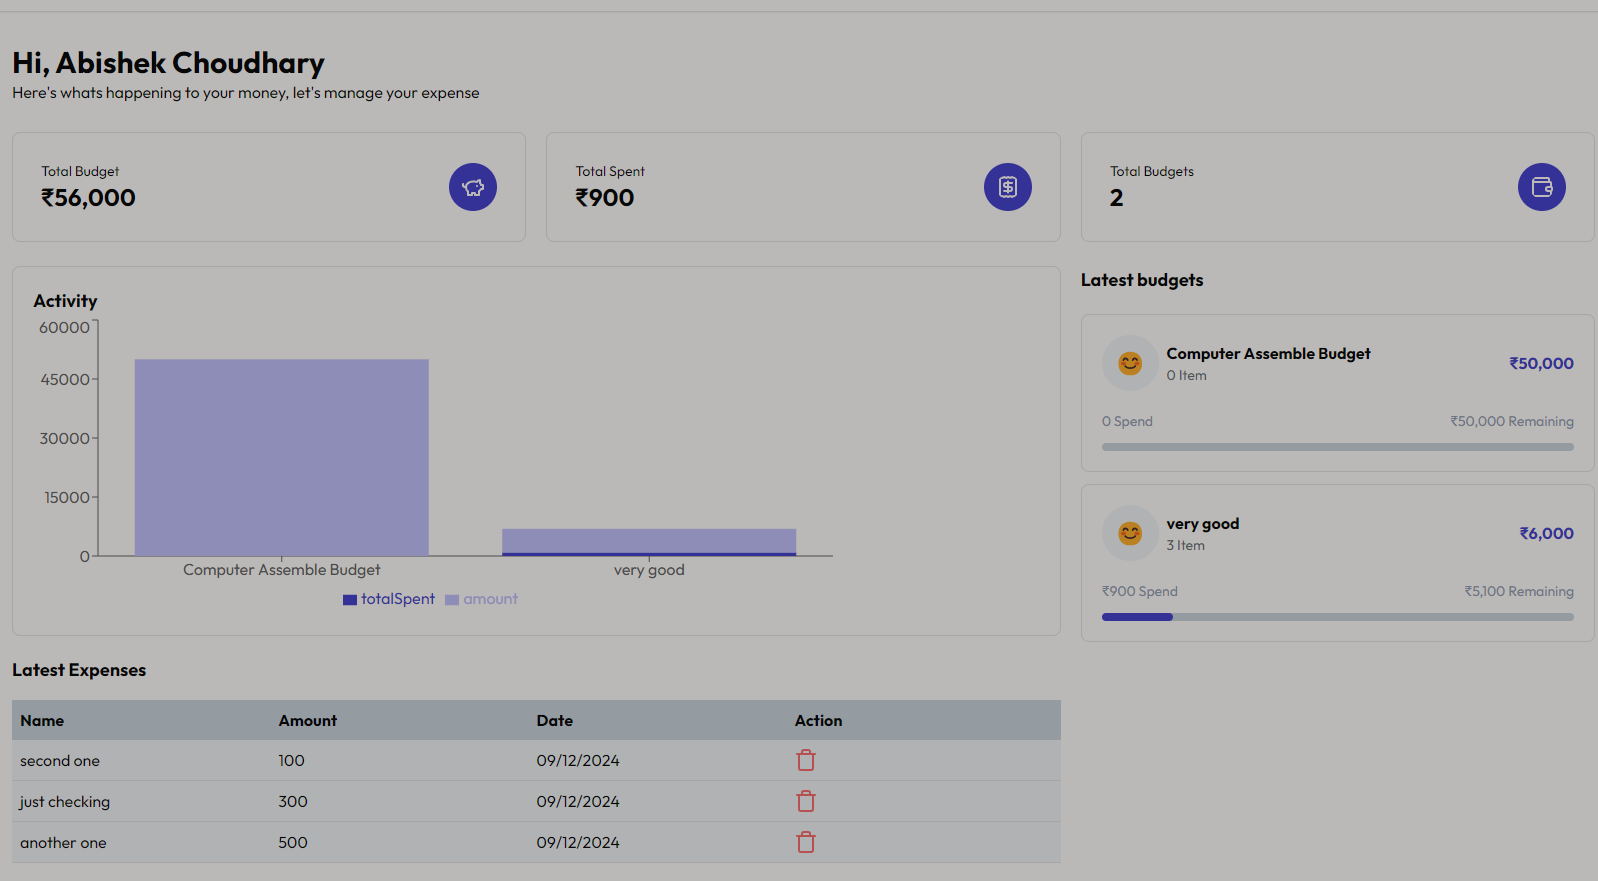 Hi, Abishek Choudhary
Here's whats happening to your money, let's manage your expense
Total Budget
₹56,000
Total Spent
₹900
Total Budgets
2
Activity
60000
45000
30000
15000
0
Computer Assemble Budget
very good
totalSpent amount
Latest budgets
Computer Assemble Budget
0 Item
₹50,000
0 Spend ₹50,000 Remaining
very good
3 Item
₹6,000
₹900 Spend ₹5,100 Remaining
Latest Expenses
Name Amount Date Action
second one 100 09/12/2024
just checking 300 09/12/2024
another one 500 09/12/2024